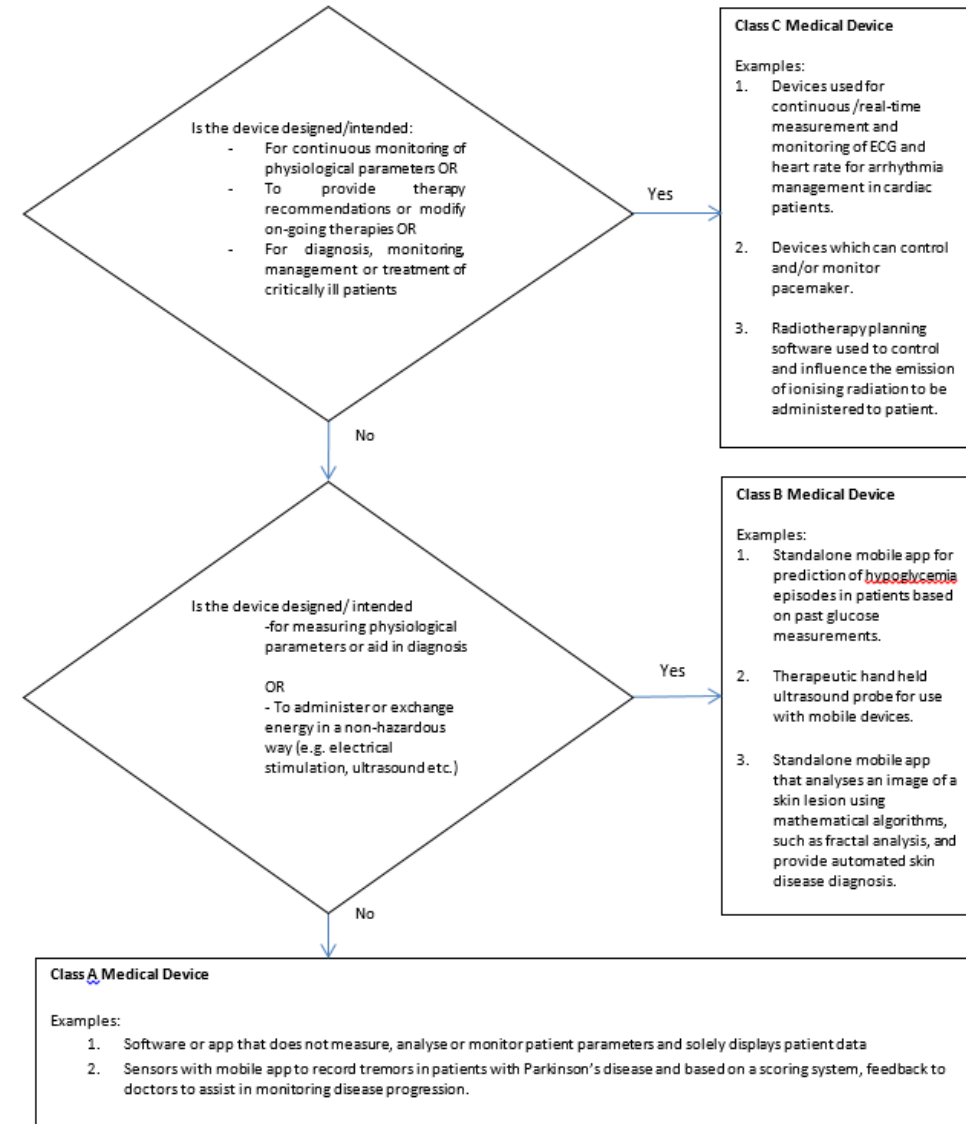 Is the device designed/intended:
- For continuous monitoring of
physiological parameters OR
- To provide therapy
recommendations or modify
on-going therapies OR
- For diagnosis, monitoring,
management or treatment of
critically ill patients
Yes
Class C Medical Device
Examples:
1. Devices used for
continuous /real-time
measurement and
monitoring of ECG and
heart rate for arrhythmia
management in cardiac
patients.
2. Devices which can control
and/or monitor
pacemaker.
3. Radiotherapy planning
software used to control
and influence the emission
of ionising radiation to be
administered to patient.
No
Is the device designed/ intended
-for measuring physiological
parameters or aid in diagnosis
OR
- To administer or exchange
energy in a non-hazardous
way (e.g. electrical
stimulation, ultrasound etc.)
Yes
Class B Medical Device
Examples:
1. Standalone mobile app for
prediction of hypoglycemia
episodes in patients based
on past glucose
measurements.
2. Therapeutic hand held
ultrasound probe for use
with mobile devices.
3. Standalone mobile app
that analyses an image of a
skin lesion using
mathematical algorithms,
such as fractal analysis, and
provide automated skin
disease diagnosis.
No
Class A Medical Device
Examples:
1. Software or app that does not measure, analyse or monitor patient parameters and solely displays patient data
2. Sensors with mobile app to record tremors in patients with Parkinson's disease and based on a scoring system, feedback to
doctors to assist in monitoring disease progression.